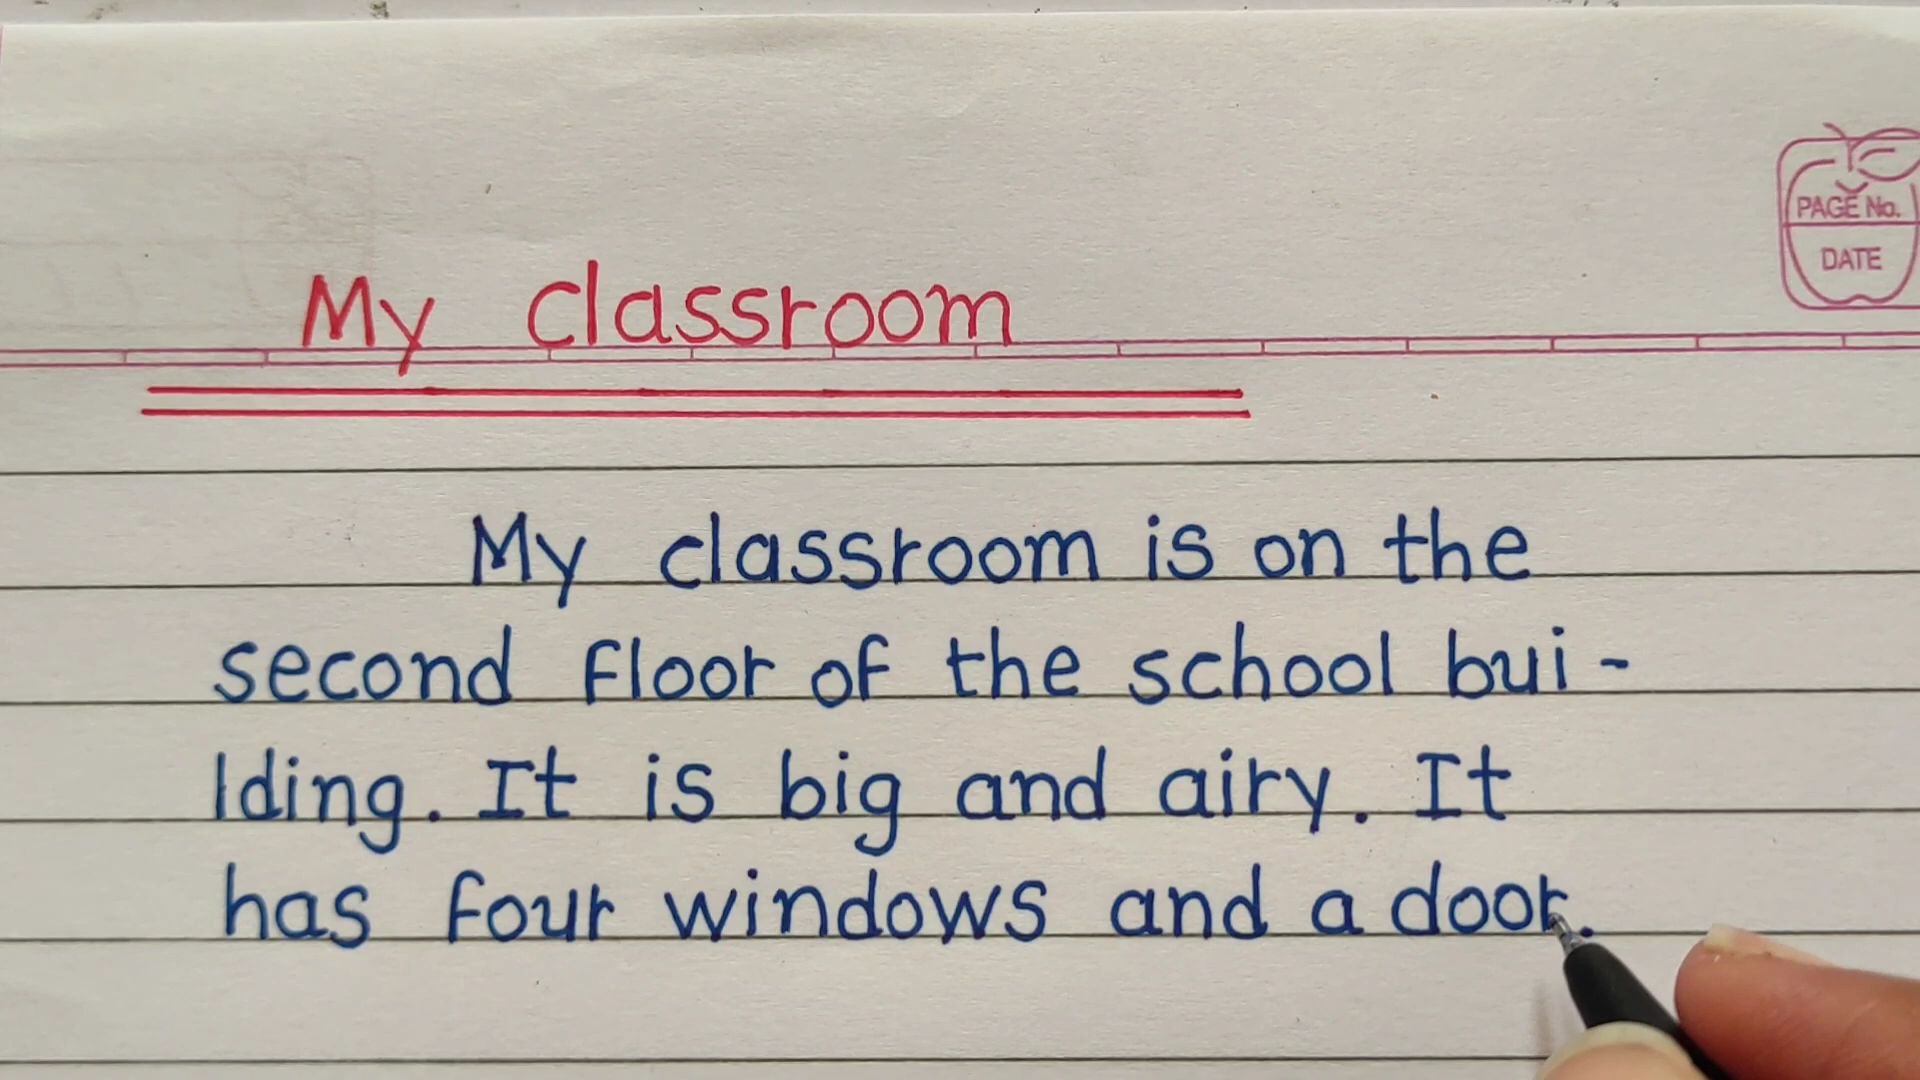 PAGE No.
DATE
My classroom
My classroom is on the
second floor of the school bui-
lding. It is big and airy. It
has four windows and a door.